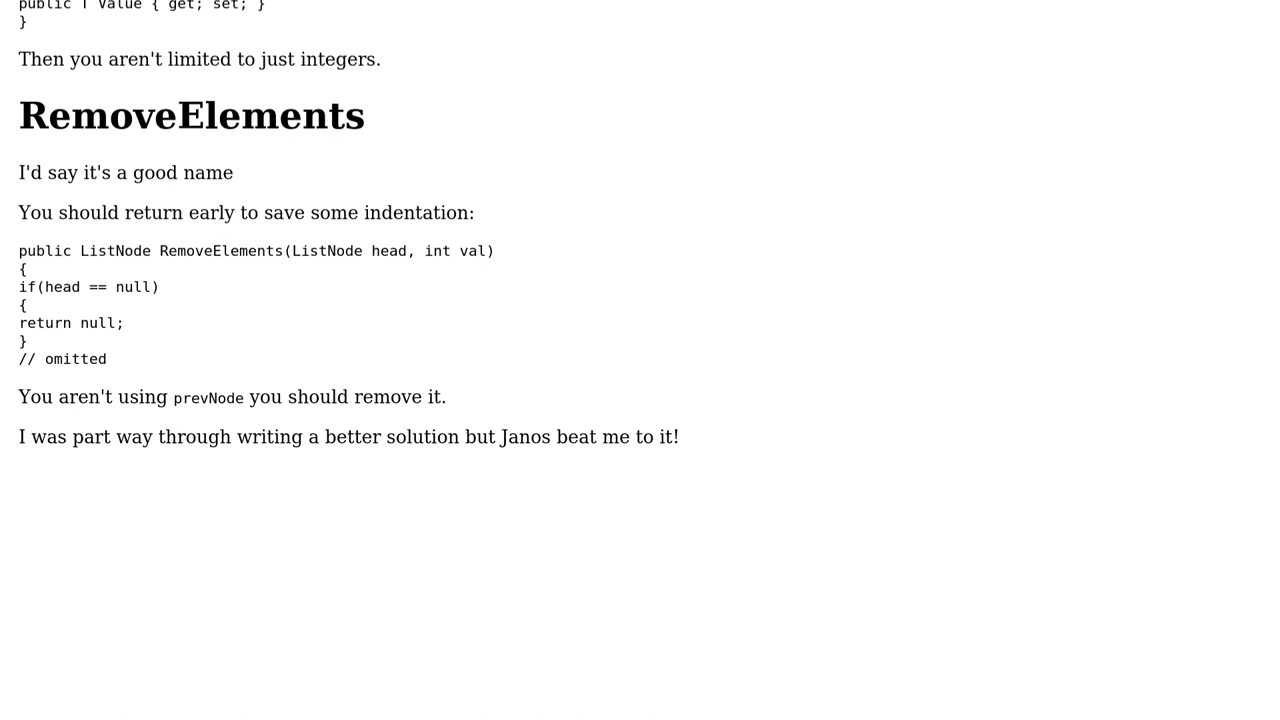 public T Value { get; set; }
}
Then you aren't limited to just integers.
RemoveElements
I'd say it's a good name
You should return early to save some indentation:
public ListNode RemoveElements(ListNode head, int val)
{
if(head == null)
{
return null;
}
// omitted
You aren't using prevNode you should remove it.
I was part way through writing a better solution but Janos beat me to it!